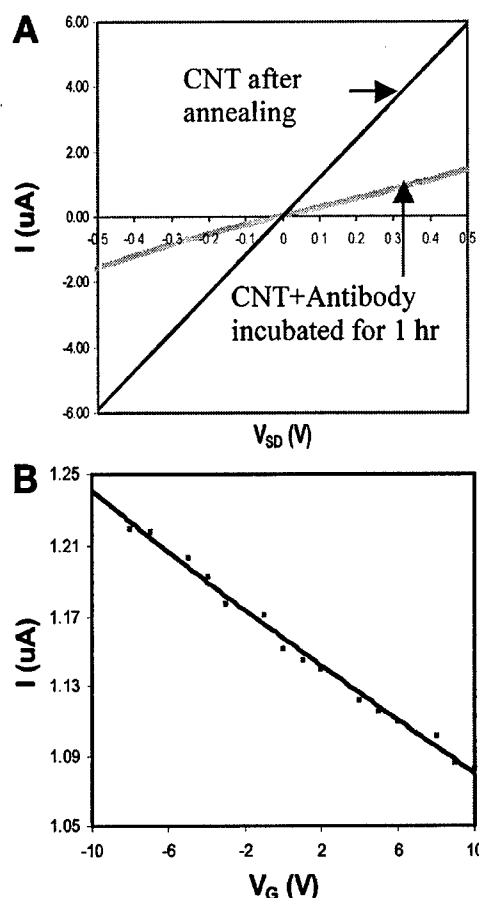 A
6.00
4.00
2.00
0.00
-2.00
-4.00
-6.00
I (uA)
CNT after
annealing
-0.5 -0.4 -0.3 -0.2 -0.1 0 0.1 0.2 0.3 0.4 0.5
CNT+Antibody
incubated for 1 hr
VSD (V)
B
1.25
1.21
1.17
1.13
1.09
1.05
I (uA)
-10 -6 -2 2 6 10
VG (V)